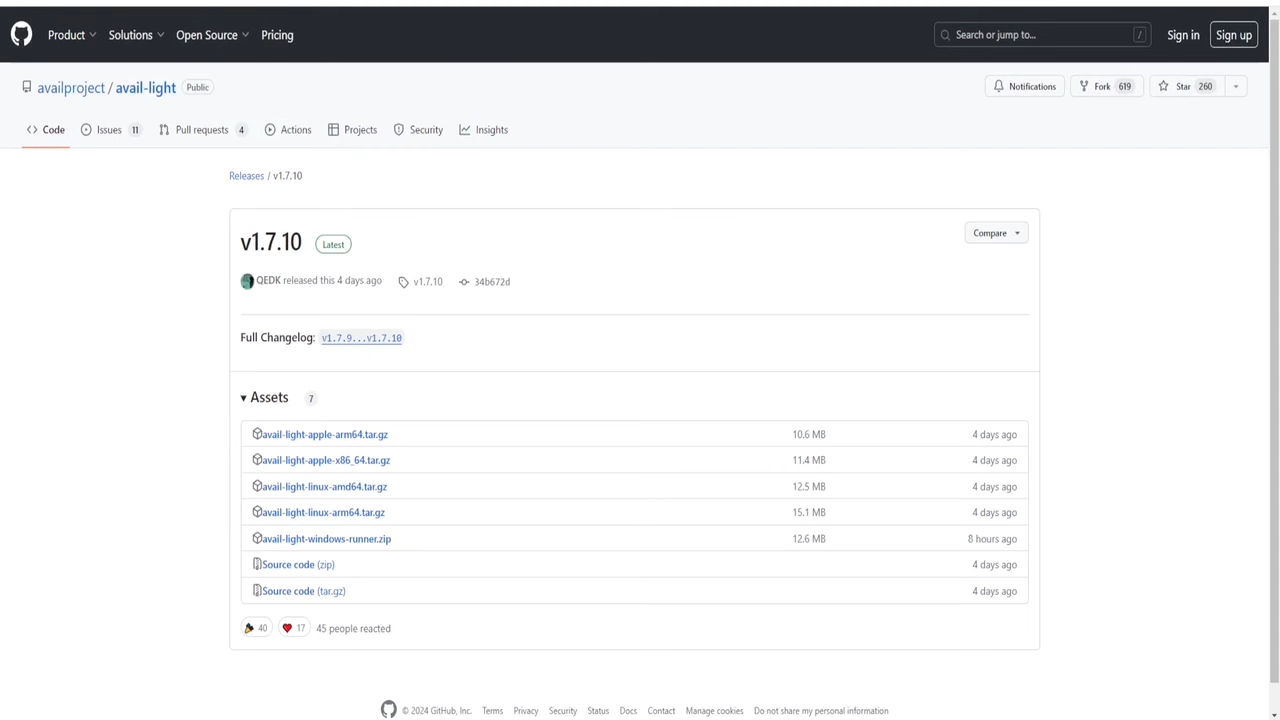 Product Solutions Open Source Pricing Search or jump to... / Sign in Sign up
availproject / avail-light Public Notifications Fork 619 Star 260
Code Issues 11 Pull requests 4 Actions Projects Security Insights
Releases / v1.7.10
v1.7.10 Latest Compare
QEDK released this 4 days ago v1.7.10 34b672d
Full Changelog: v1.7.9...v1.7.10
Assets 7
avail-light-apple-arm64.tar.gz 10.6 MB 4 days ago
avail-light-apple-x86_64.tar.gz 11.4 MB 4 days ago
avail-light-linux-amd64.tar.gz 12.5 MB 4 days ago
avail-light-linux-arm64.tar.gz 15.1 MB 4 days ago
avail-light-windows-runner.zip 12.6 MB 8 hours ago
Source code (zip) 4 days ago
Source code (tar.gz) 4 days ago
40 17 45 people reacted
© 2024 GitHub, Inc. Terms Privacy Security Status Docs Contact Manage cookies Do not share my personal information